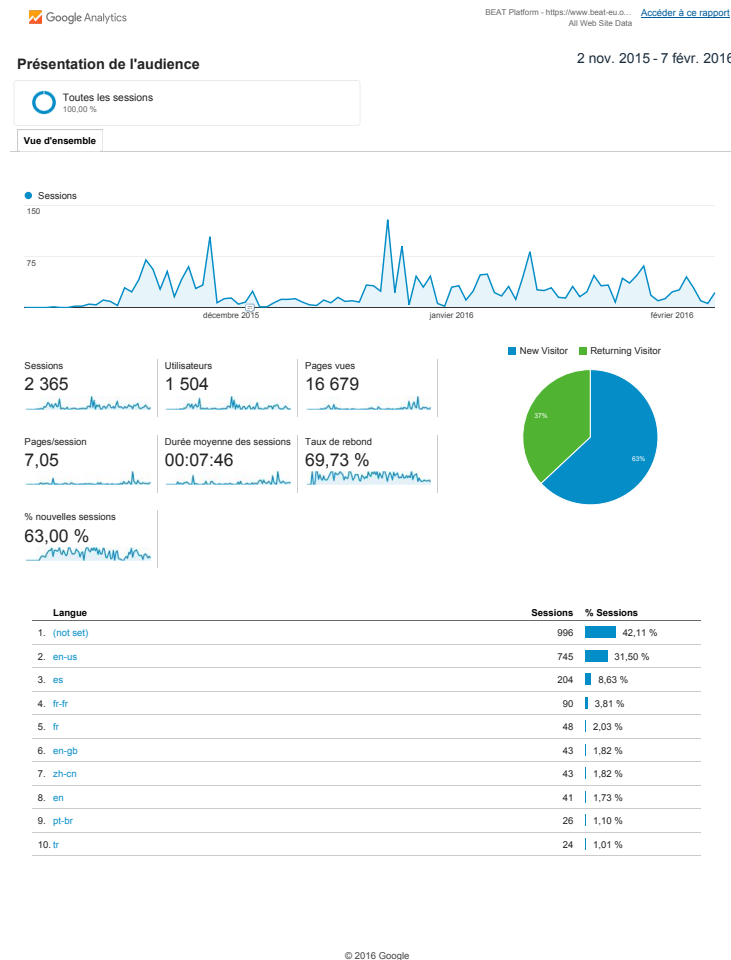 Google Analytics
BEAT Platform - https://www.beat-eu.o... Accéder à ce rapport
All Web Site Data
Présentation de l'audience
2 nov. 2015 - 7 févr. 2016
Toutes les sessions
100,00 %
Vue d'ensemble
Sessions
150
75
décembre 2015 janvier 2016 février 2016
New Visitor Returning Visitor
Sessions
2 365
Utilisateurs
1 504
Pages vues
16 679
37%
63%
Pages/session
7,05
Durée moyenne des sessions
00:07:46
Taux de rebond
69,73 %
% nouvelles sessions
63,00 %
Langue Sessions % Sessions
1. (not set) 996 42,11 %
2. en-us 745 31,50 %
3. es 204 8,63 %
4. fr-fr 90 3,81 %
5. fr 48 2,03 %
6. en-gb 43 1,82 %
7. zh-cn 43 1,82 %
8. en 41 1,73 %
9. pt-br 26 1,10 %
10. tr 24 1,01 %
© 2016 Google